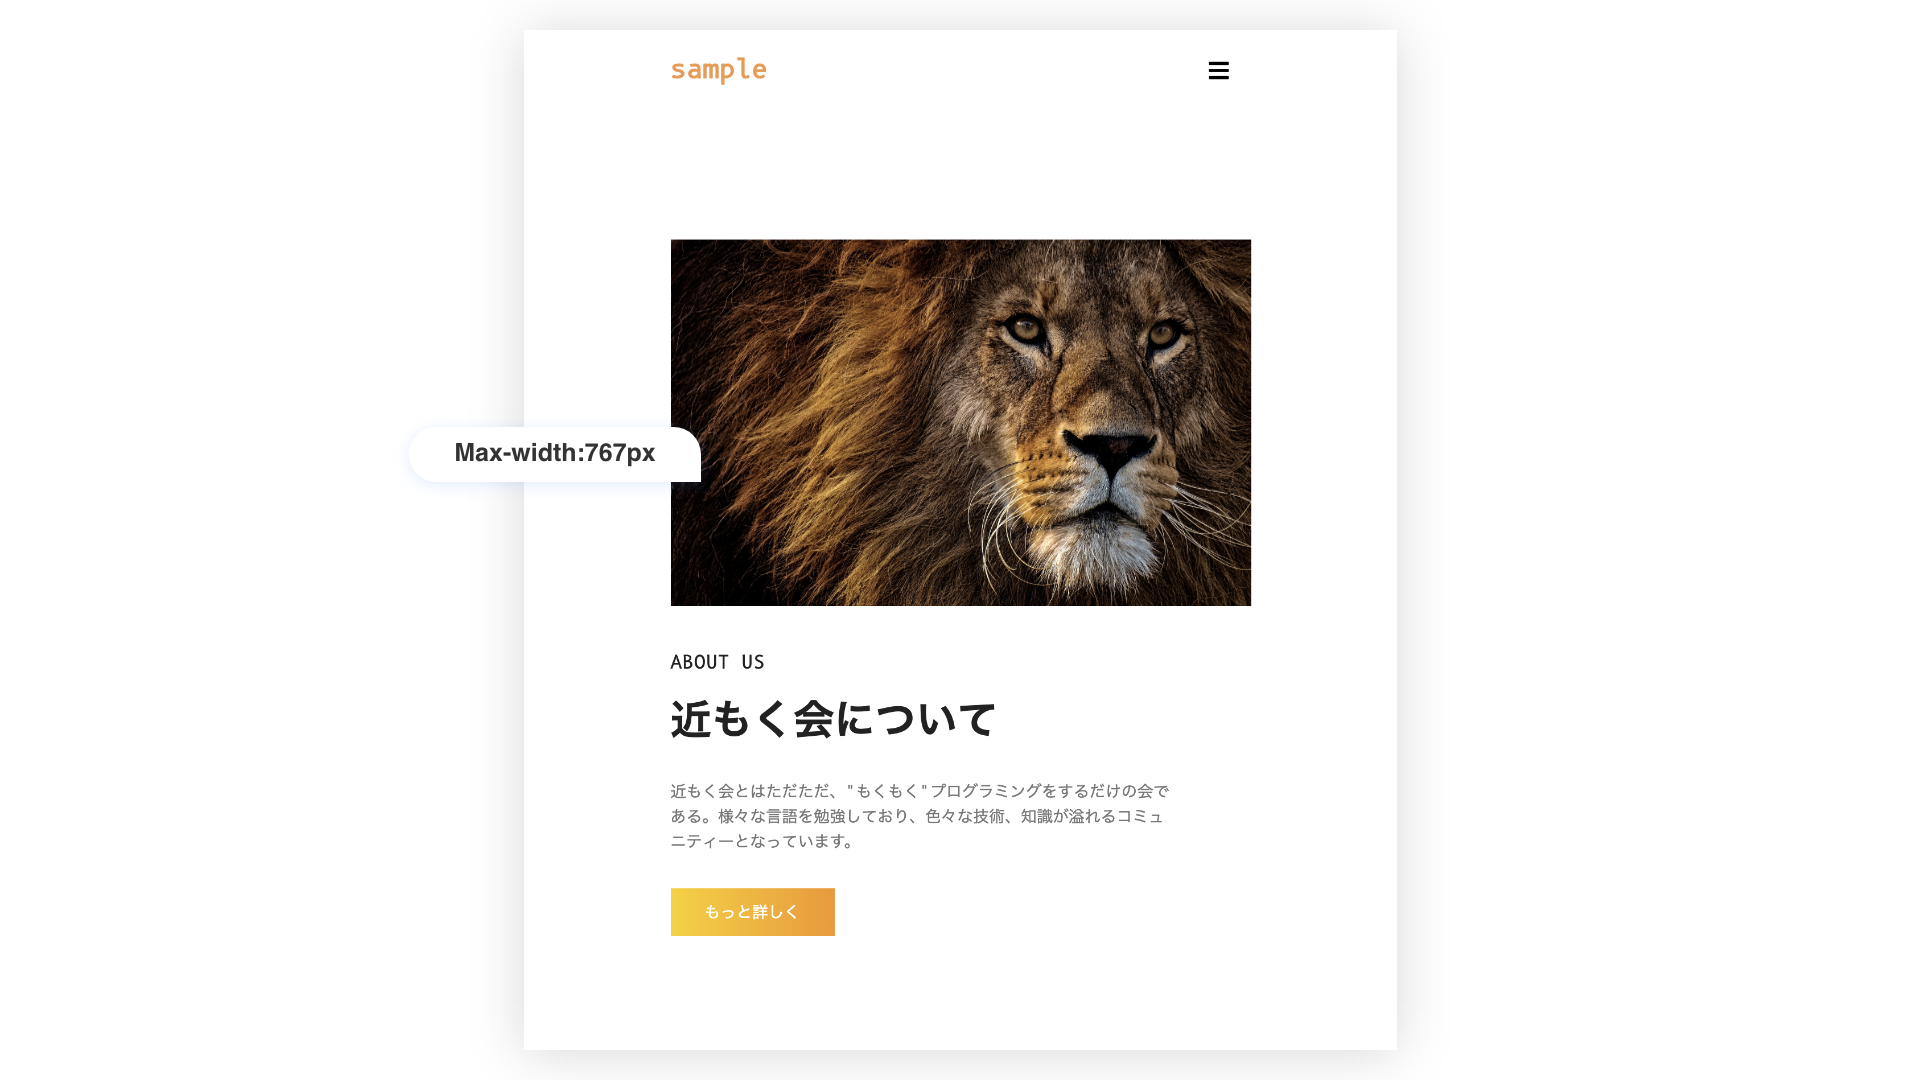 sample
Max-width:767px
ABOUT US
近もく会について
近もく会とはただただ、"もくもく"プログラミングをするだけの会で
ある。様々な言語を勉強しており、色々な技術、知識が溢れるコミュ
ニティーとなっています。
もっと詳しく